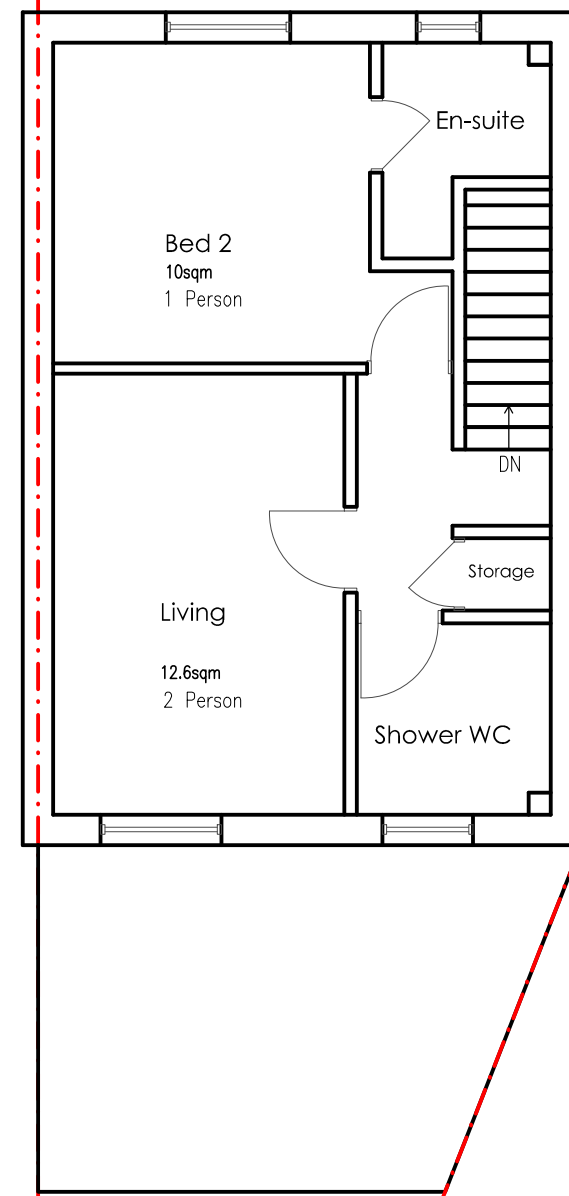 En-suite
Bed 2
10sqm
1 Person
DN
Storage
Living
12.6sqm
2 Person
Shower WC